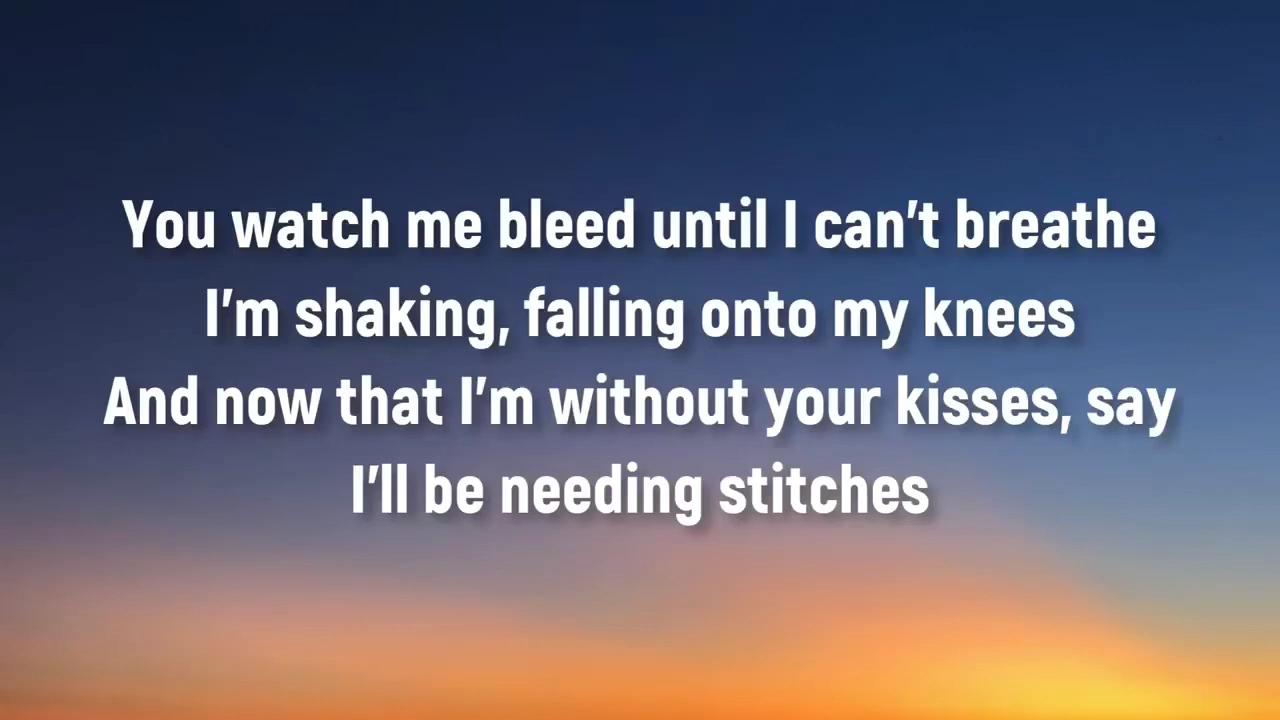 You watch me bleed until I can’t breathe
I’m shaking, falling onto my knees
And now that I’m without your kisses, say
I’ll be needing stitches